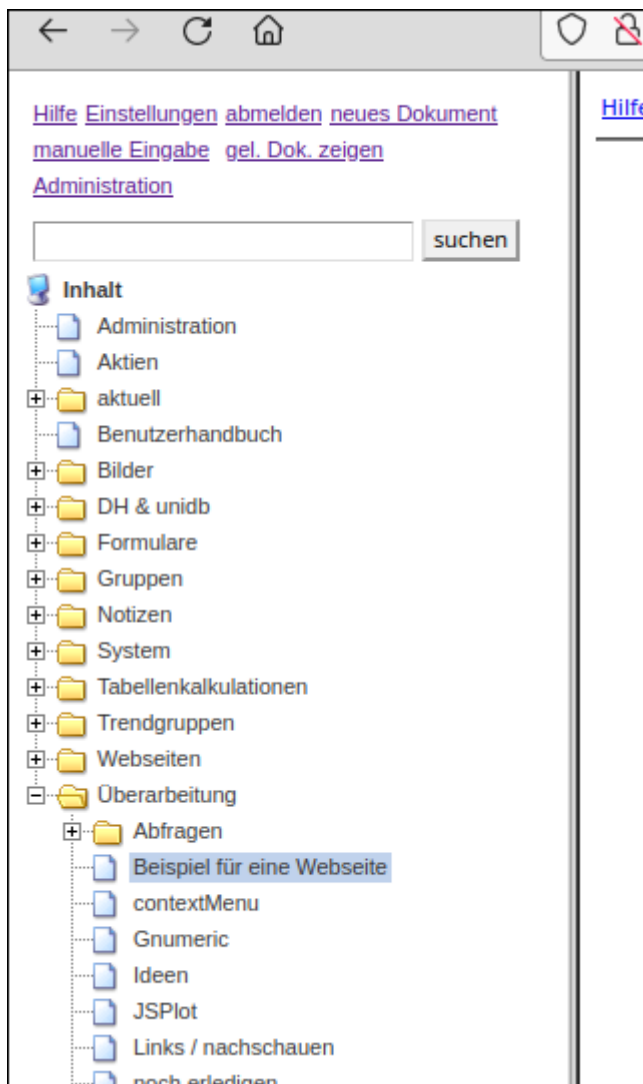 Hilfe Einstellungen abmelden neues Dokument
manuelle Eingabe gel. Dok. zeigen
Administration
suchen
Inhalt
Administration
Aktien
aktuell
Benutzerhandbuch
Bilder
DH & unidb
Formulare
Gruppen
Notizen
System
Tabellenkalkulationen
Trendgruppen
Webseiten
Überarbeitung
Abfragen
Beispiel für eine Webseite
contextMenu
Gnumeric
Ideen
JSPlot
Links / nachschauen
noch erledigen
Hilfe